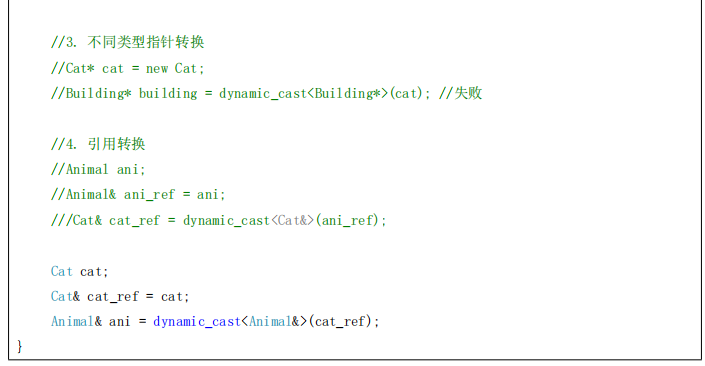 //3. 不同类型指针转换
//Cat* cat = new Cat;
//Building* building = dynamic_cast<Building*>(cat); //失败
//4. 引用转换
//Animal ani;
//Animal& ani_ref = ani;
///Cat& cat_ref = dynamic_cast<Cat&>(ani_ref);
Cat cat;
Cat& cat_ref = cat;
Animal& ani = dynamic_cast<Animal&>(cat_ref);
}